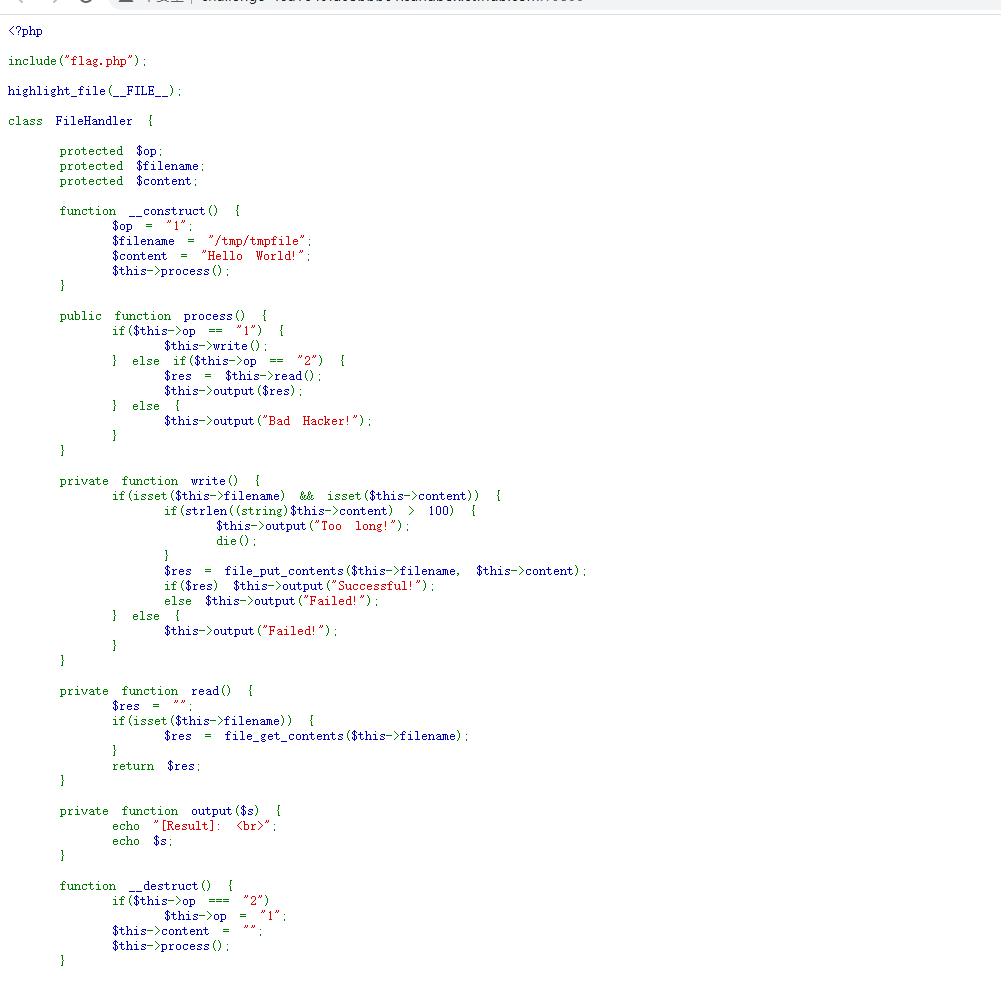 <?php
include("flag.php");
highlight_file(__FILE__);
class FileHandler {
protected $op;
protected $filename;
protected $content;
function __construct() {
$op = "1";
$filename = "/tmp/tmpfile";
$content = "Hello World!";
$this->process();
}
public function process() {
if($this->op == "1") {
$this->write();
} else if($this->op == "2") {
$res = $this->read();
$this->output($res);
} else {
$this->output("Bad Hacker!");
}
}
private function write() {
if(isset($this->filename) && isset($this->content)) {
if(strlen((string)$this->content) > 100) {
$this->output("Too long!");
die();
}
$res = file_put_contents($this->filename, $this->content);
if($res) $this->output("Successful!");
else $this->output("Failed!");
} else {
$this->output("Failed!");
}
}
private function read() {
$res = "";
if(isset($this->filename)) {
$res = file_get_contents($this->filename);
}
return $res;
}
private function output($s) {
echo "[Result]: <br>";
echo $s;
}
function __destruct() {
if($this->op === "2")
$this->op = "1";
$this->content = "";
$this->process();
}